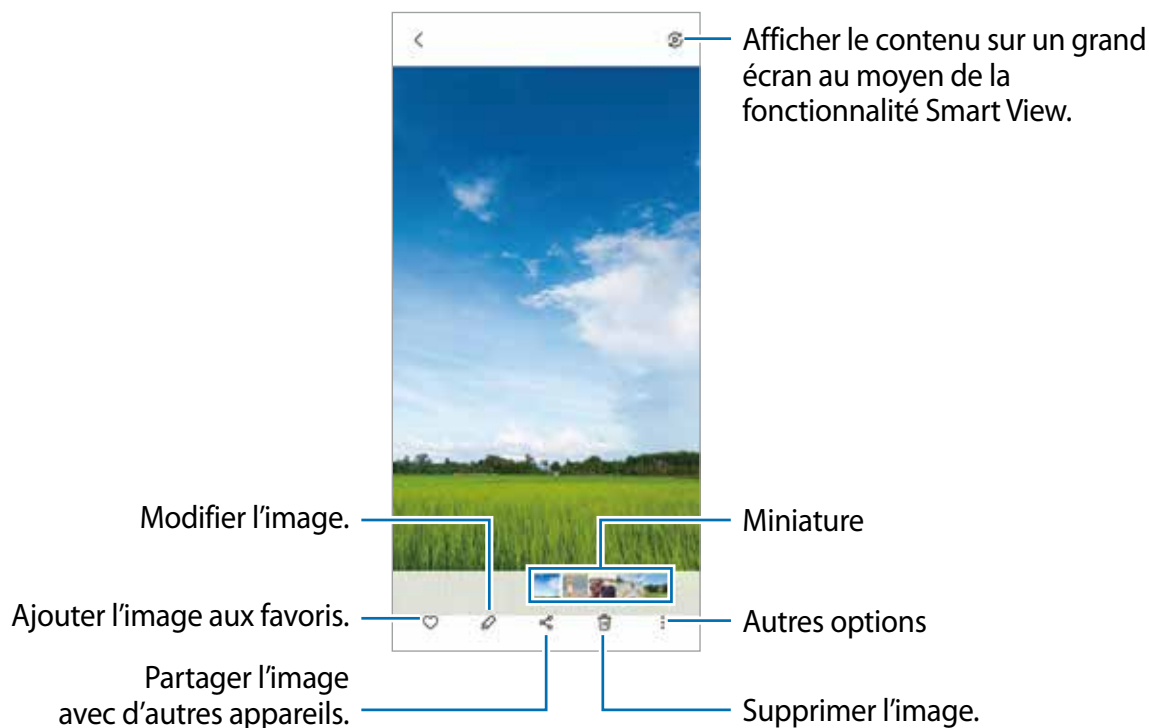 Afficher le contenu sur un grand
écran au moyen de la
fonctionnalité Smart View.
Modifier l’image.
Miniature
Ajouter l’image aux favoris.
Autres options
Partager l’image
avec d’autres appareils.
Supprimer l’image.